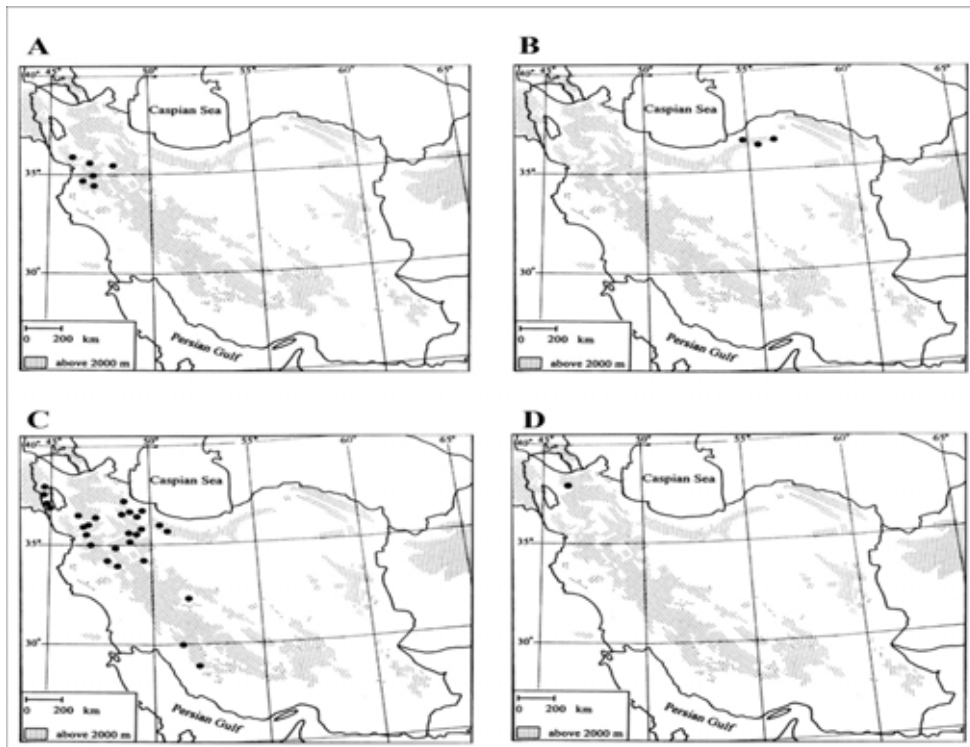 A
B
40° 45° 50° 60° 65°
40° 45° 50° 55° 60° 65°
Caspian Sea
Caspian Sea
35°
35°
30°
30°
Persian Gulf
Persian Gulf
0 200 km
0 200 km
above 2000 m
above 2000 m
C
D
40° 45° 50° 60° 65°
40° 45° 50° 55° 60° 65°
Caspian Sea
Caspian Sea
35°
35°
30°
30°
Persian Gulf
Persian Gulf
0 200 km
0 200 km
above 2000 m
above 2000 m